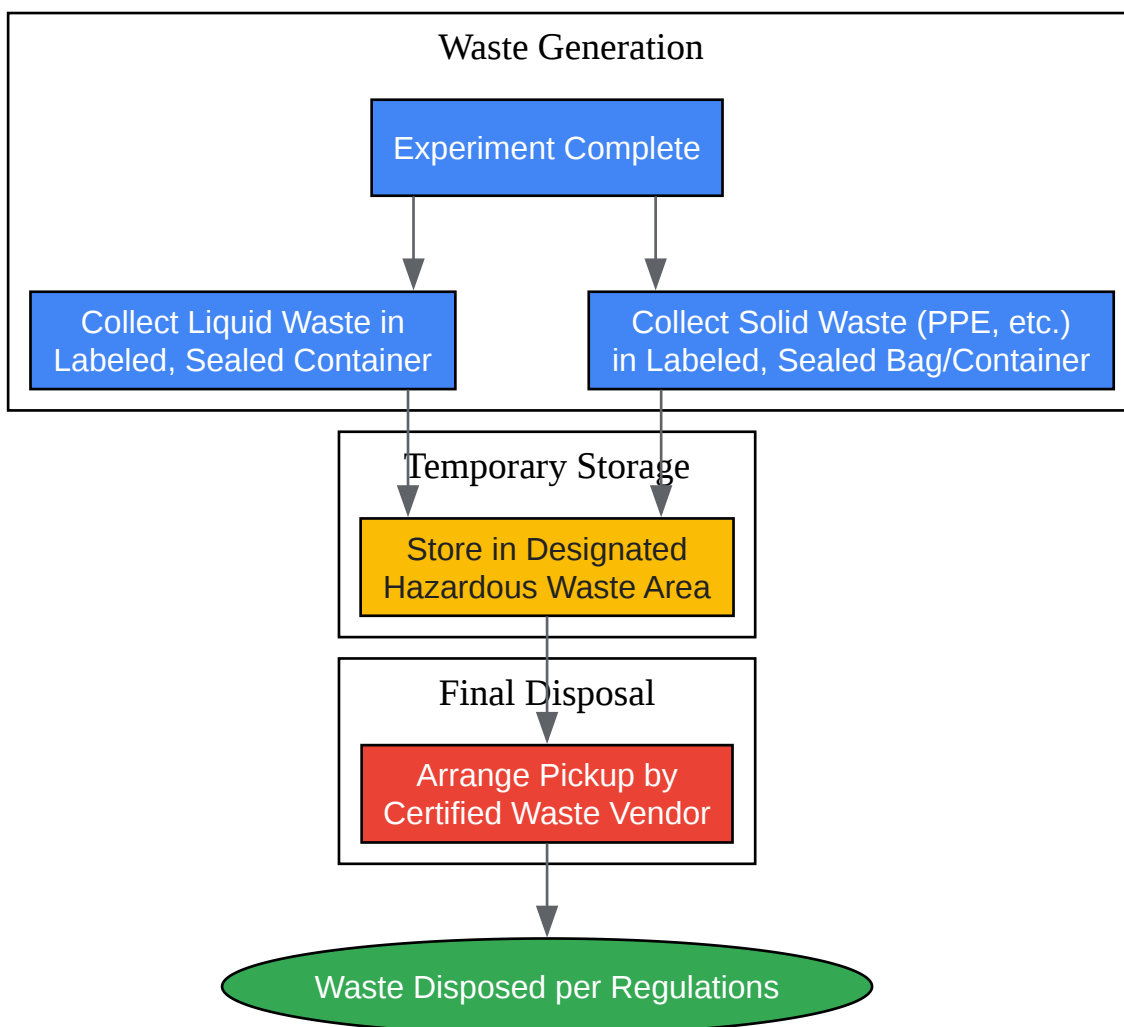 Waste Generation
Experiment Complete
Collect Liquid Waste in
Labeled, Sealed Container
Collect Solid Waste (PPE, etc.)
in Labeled, Sealed Bag/Container
Temporary Storage
Store in Designated
Hazardous Waste Area
Final Disposal
Arrange Pickup by
Certified Waste Vendor
Waste Disposed per Regulations